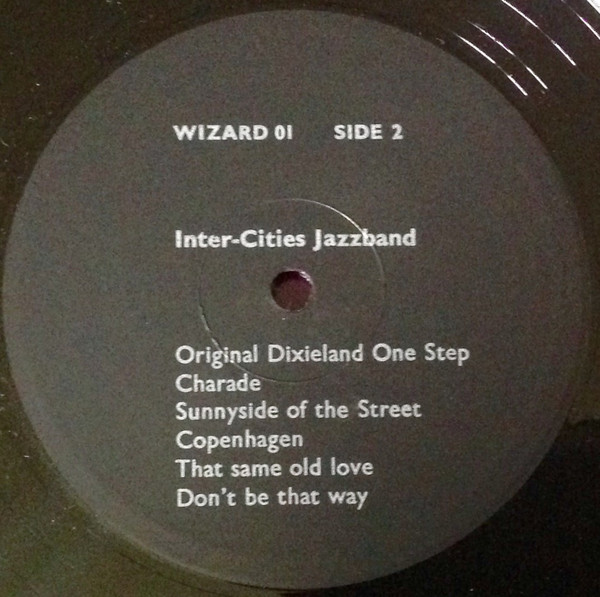 WIZARD 01 SIDE 2
Inter-Cities Jazzband
Original Dixieland One Step
Charade
Sunnyside of the Street
Copenhagen
That same old love
Don't be that way